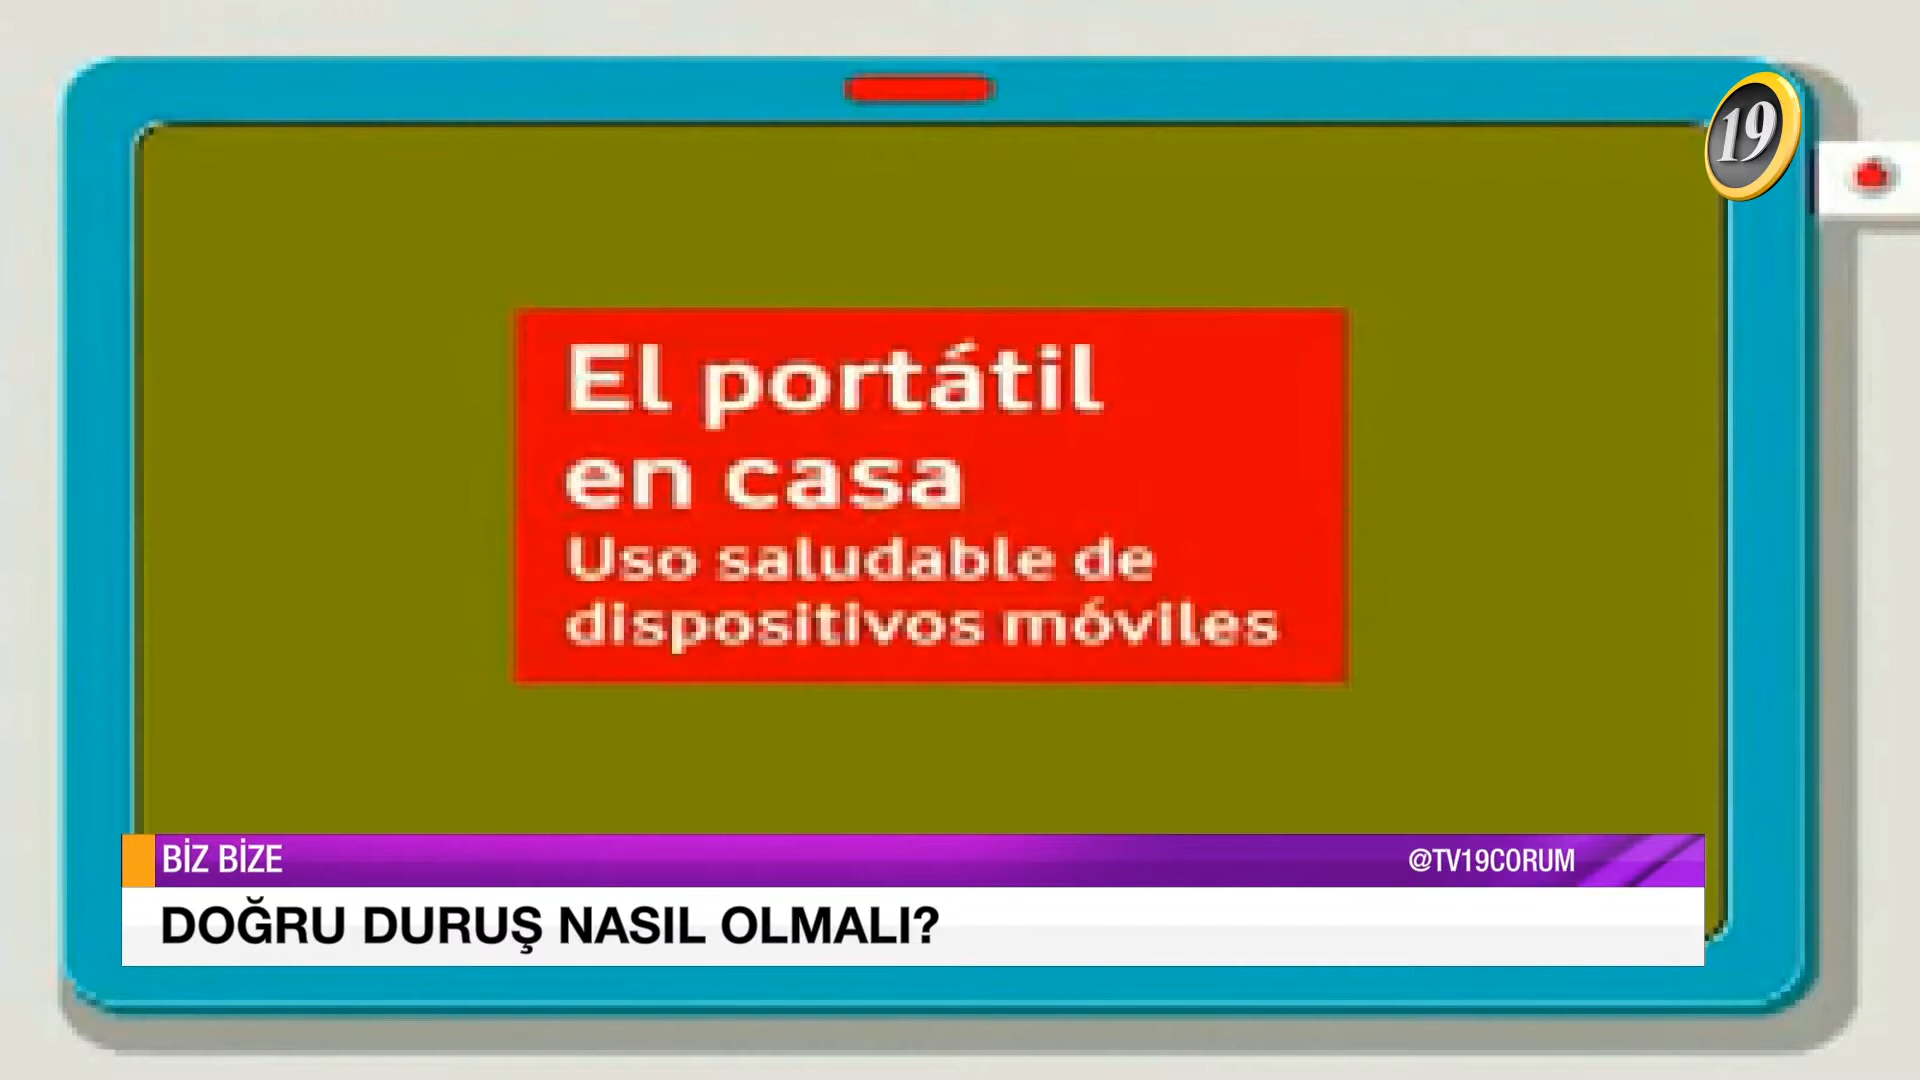 19
El portátil
en casa
Uso saludable de
dispositivos móviles
BİZ BİZE
@TV19CORUM
DOĞRU DURUŞ NASIL OLMALI?